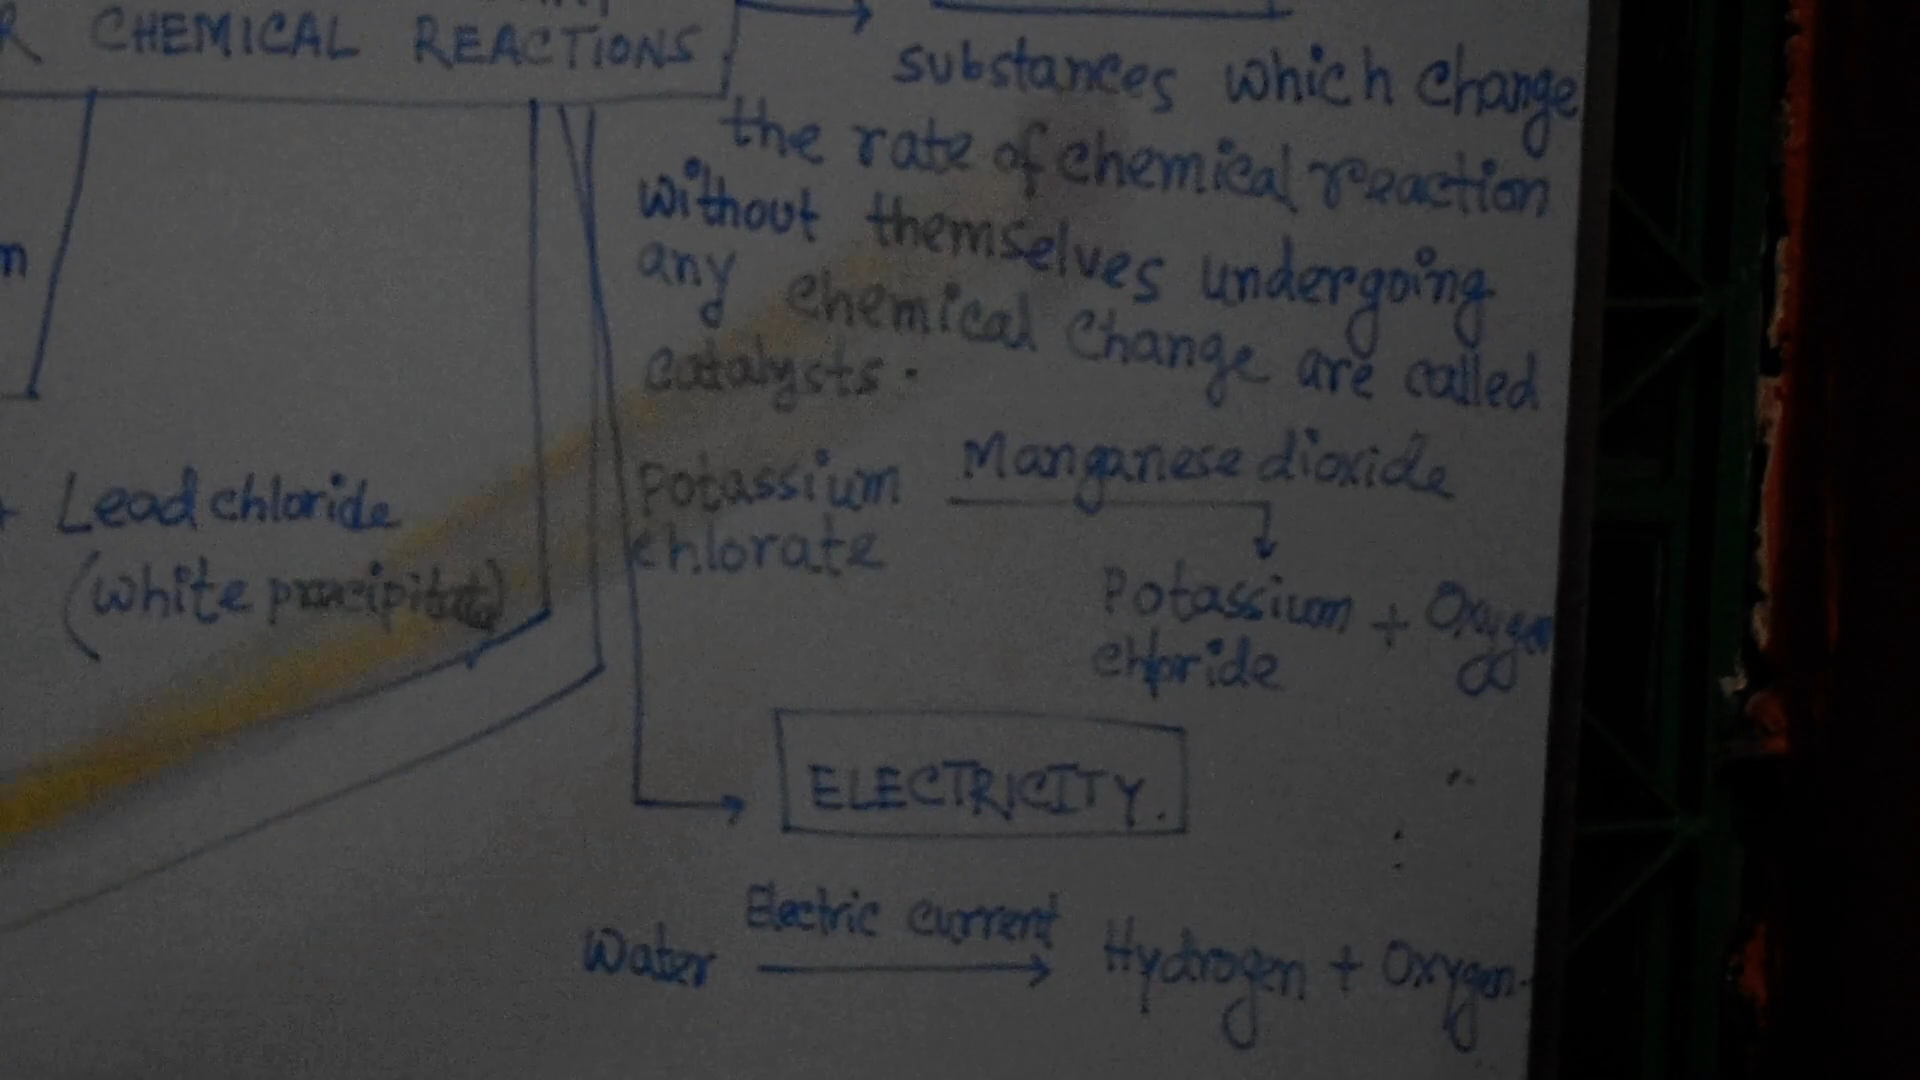 R CHEMICAL REACTIONS
substances which change
the rate of chemical reaction
without themselves undergoing
any chemical change are called
catalysts.
Potassium Manganese dioxide
chlorate
Potassium + Oxygen
chloride
n
+ Lead chloride
(white precipitate)
ELECTRICITY.
Electric current
Water Hydrogen + Oxygen.